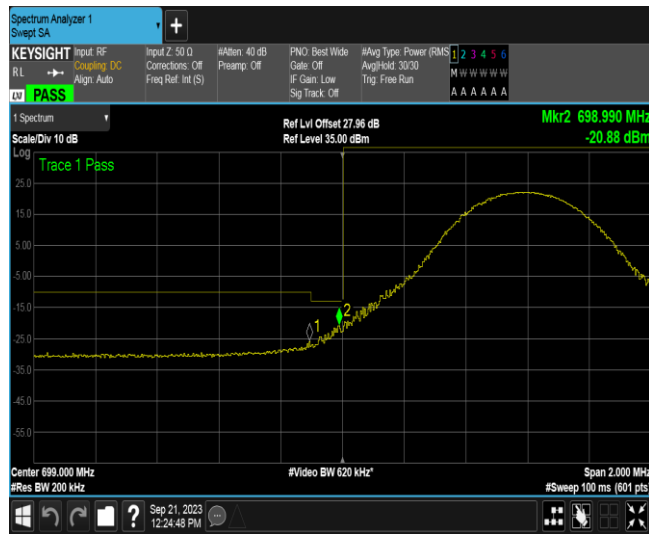 Spectrum Analyzer 1
Swept SA
KEYSIGHT
RL
LXI PASS
Input: RF
Coupling: DC
Align: Auto
Input Z: 50 Ω
Corrections: Off
Freq Ref: Int (S)
#Atten: 40 dB
Preamp: Off
PNO: Best Wide
Gate: Off
IF Gain: Low
Sig Track: Off
#Avg Type: Power (RMS
Avg|Hold: 30/30
Trig: Free Run
1 2 3 4 5 6
M W W W W W
A A A A A A
1 Spectrum
Scale/Div 10 dB
Ref Lvl Offset 27.96 dB
Ref Level 35.00 dBm
Mkr2 698.990 MHz
-20.88 dBm
Log
Trace 1 Pass
25.0
15.0
5.00
-5.00
-15.0
-25.0
-35.0
-45.0
-55.0
1
2
Center 699.000 MHz
#Res BW 200 kHz
#Video BW 620 kHz*
Span 2.000 MHz
#Sweep 100 ms (601 pts)
?
Sep 21, 2023
12:24:48 PM